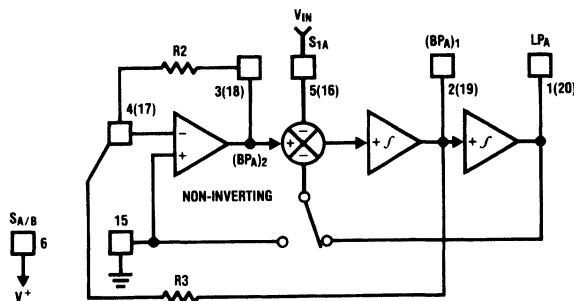 VIN
S1A
(BPA)1
LPA
R2
3(18)
5(16)
2(19)
1(20)
4(17)
−
+
+
−
−
+ ∫
+ ∫
(BPA)2
NON-INVERTING
SA/B
6
15
V+
R3